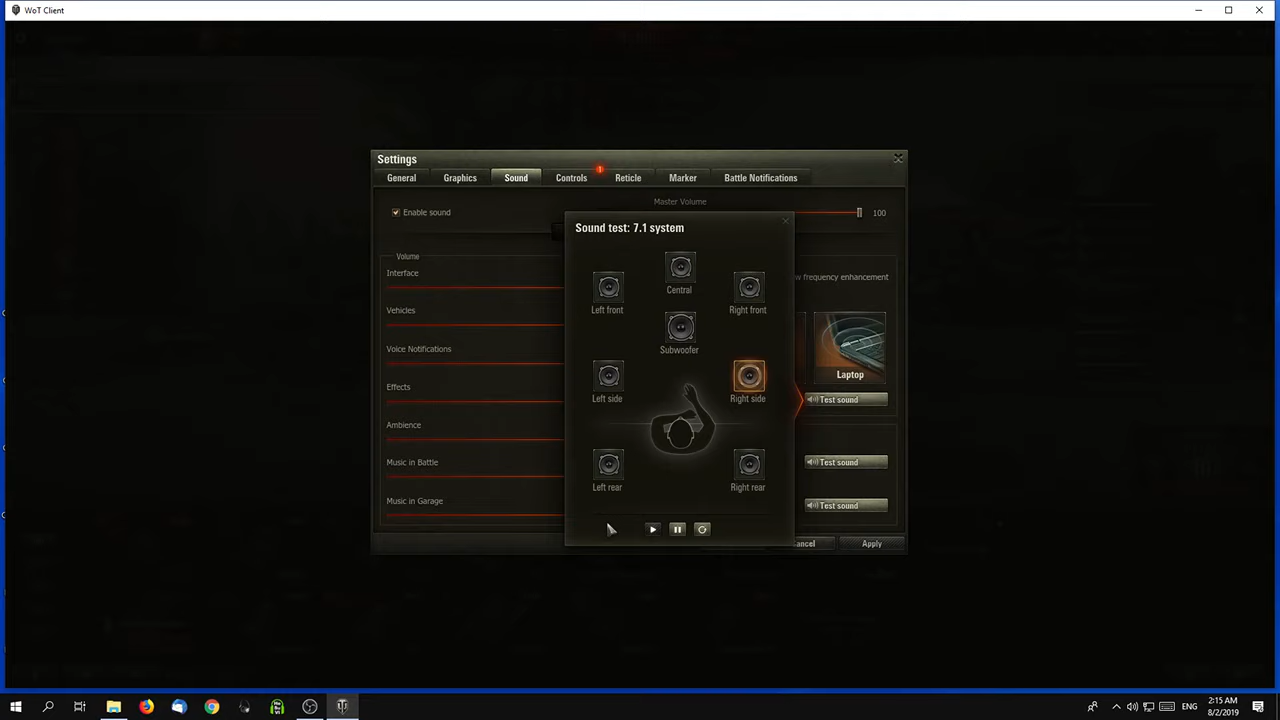 WoT Client
Settings
General
Graphics
Sound
Controls
Reticle
Marker
Battle Notifications
Master Volume
Enable sound
100
Sound test: 7.1 system
Volume
Interface
Vehicles
Voice Notifications
Effects
Ambience
Music in Battle
Music in Garage
Central
Left front
Right front
Subwoofer
Left side
Right side
Left rear
Right rear
frequency enhancement
Laptop
Test sound
Test sound
Test sound
Apply
ENG
2:15 AM
8/2/2019